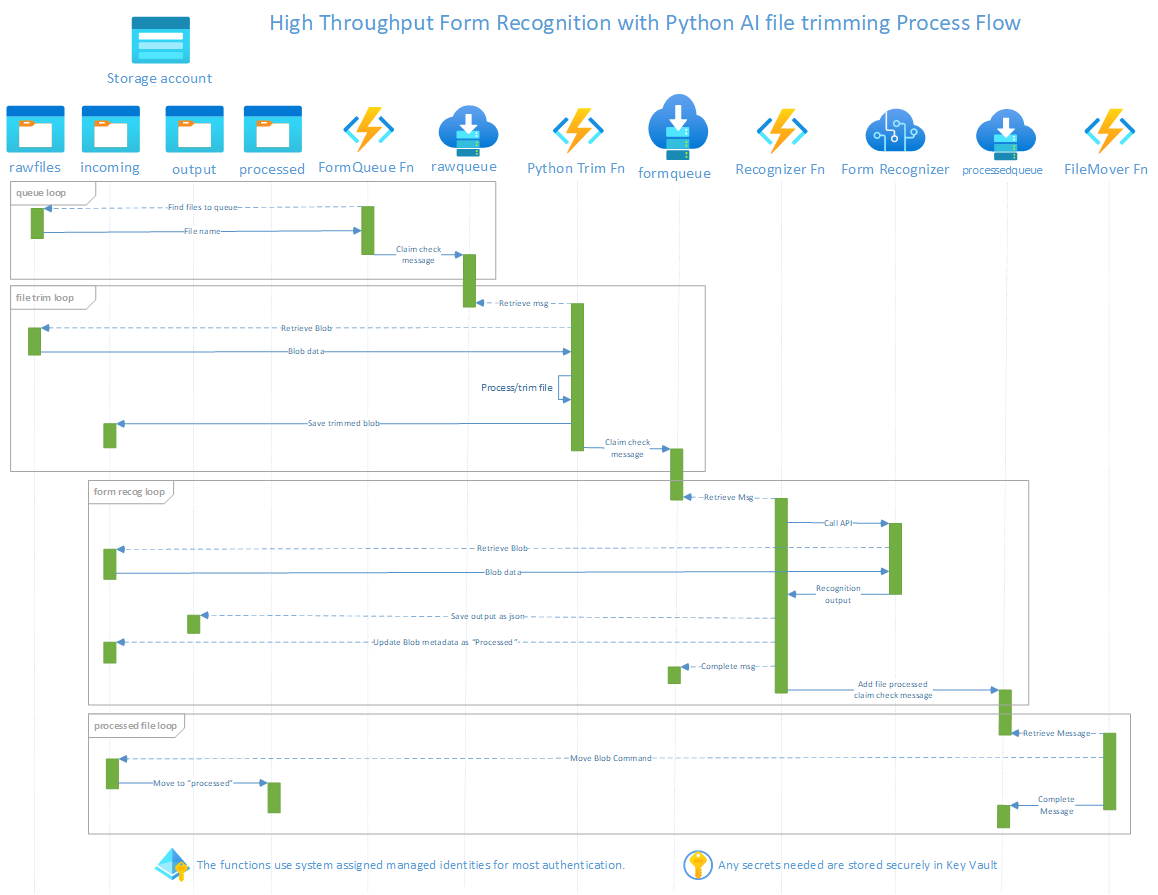 High Throughput Form Recognition with Python AI file trimming Process Flow
Storage account
rawfiles
incoming
output
processed
FormQueue Fn
rawqueue
Python Trim Fn
formqueue
Recognizer Fn
Form Recognizer
processedqueue
FileMover Fn
queue loop
Find files to queue
File name
Claim check
message
file trim loop
Retrieve msg
Retrieve Blob
Blob data
Process/trim file
Save trimmed blob
Claim check
message
form recog loop
Retrieve Msg
Call API
Retrieve Blob
Blob data
Recognition
output
Save output as json
Update Blob metadata as "Processed"
Complete msg
Add file processed
claim check message
processed file loop
Retrieve Message
Move Blob Command
Move to "processed"
Complete
Message
The functions use system assigned managed identities for most authentication.
Any secrets needed are stored securely in Key Vault